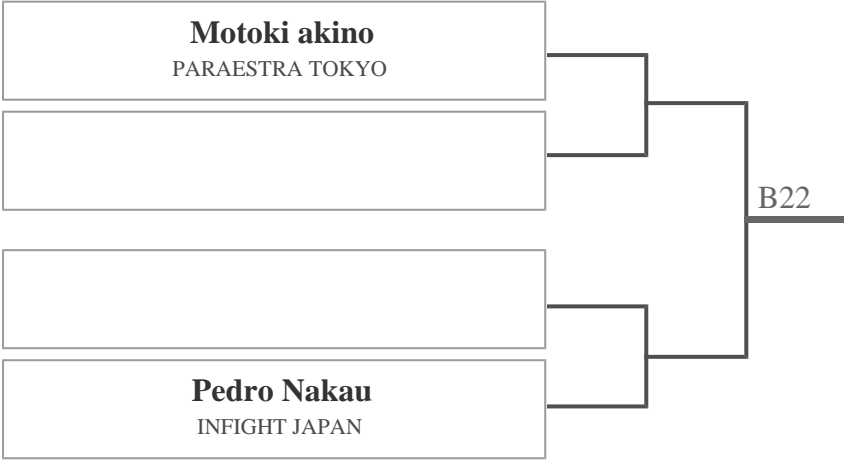 Motoki akino
PARAESTRA TOKYO
B22
Pedro Nakau
INFIGHT JAPAN